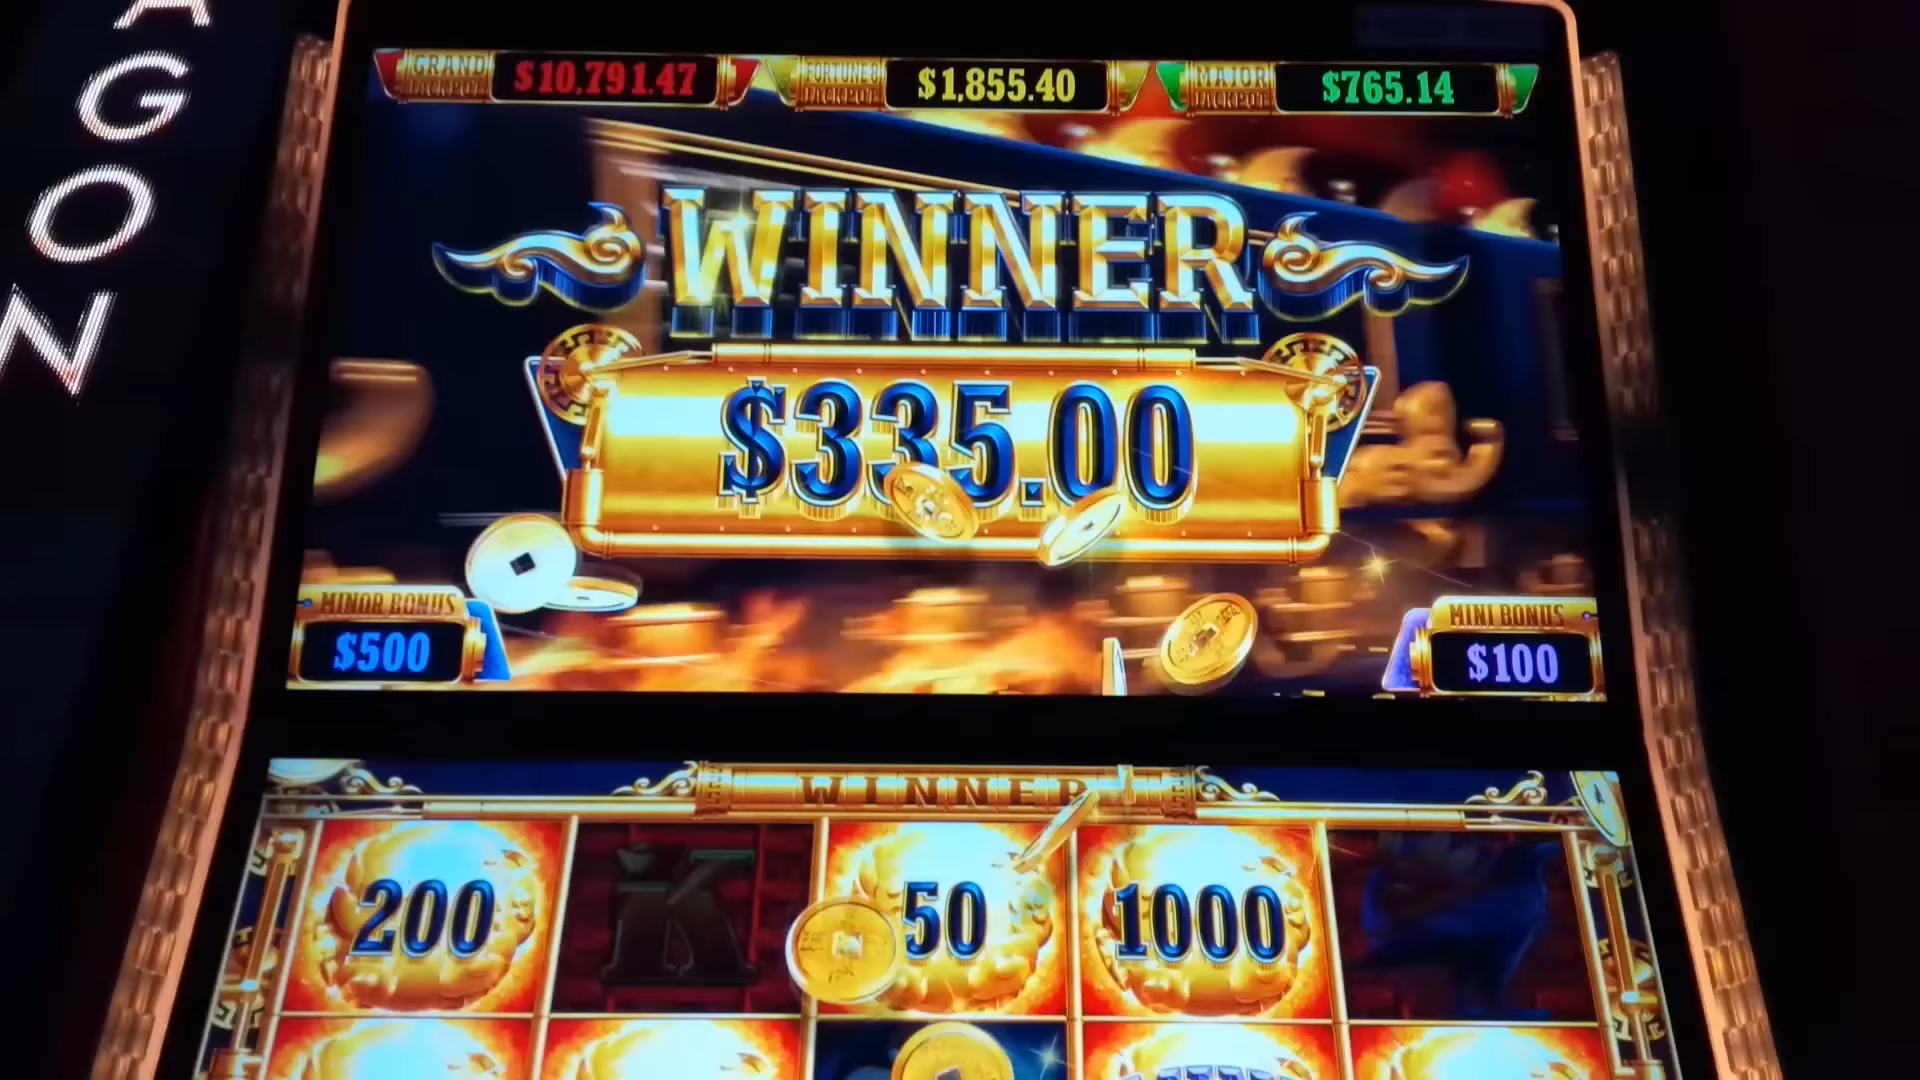 AGON
GRAND JACKPOT $10,791.47
FORTUNE 8 JACKPOT $1,855.40
MAJOR JACKPOT $765.14
WINNER
$335.00
MINOR BONUS
$500
MINI BONUS
$100
WINNER
200
K
50
1000